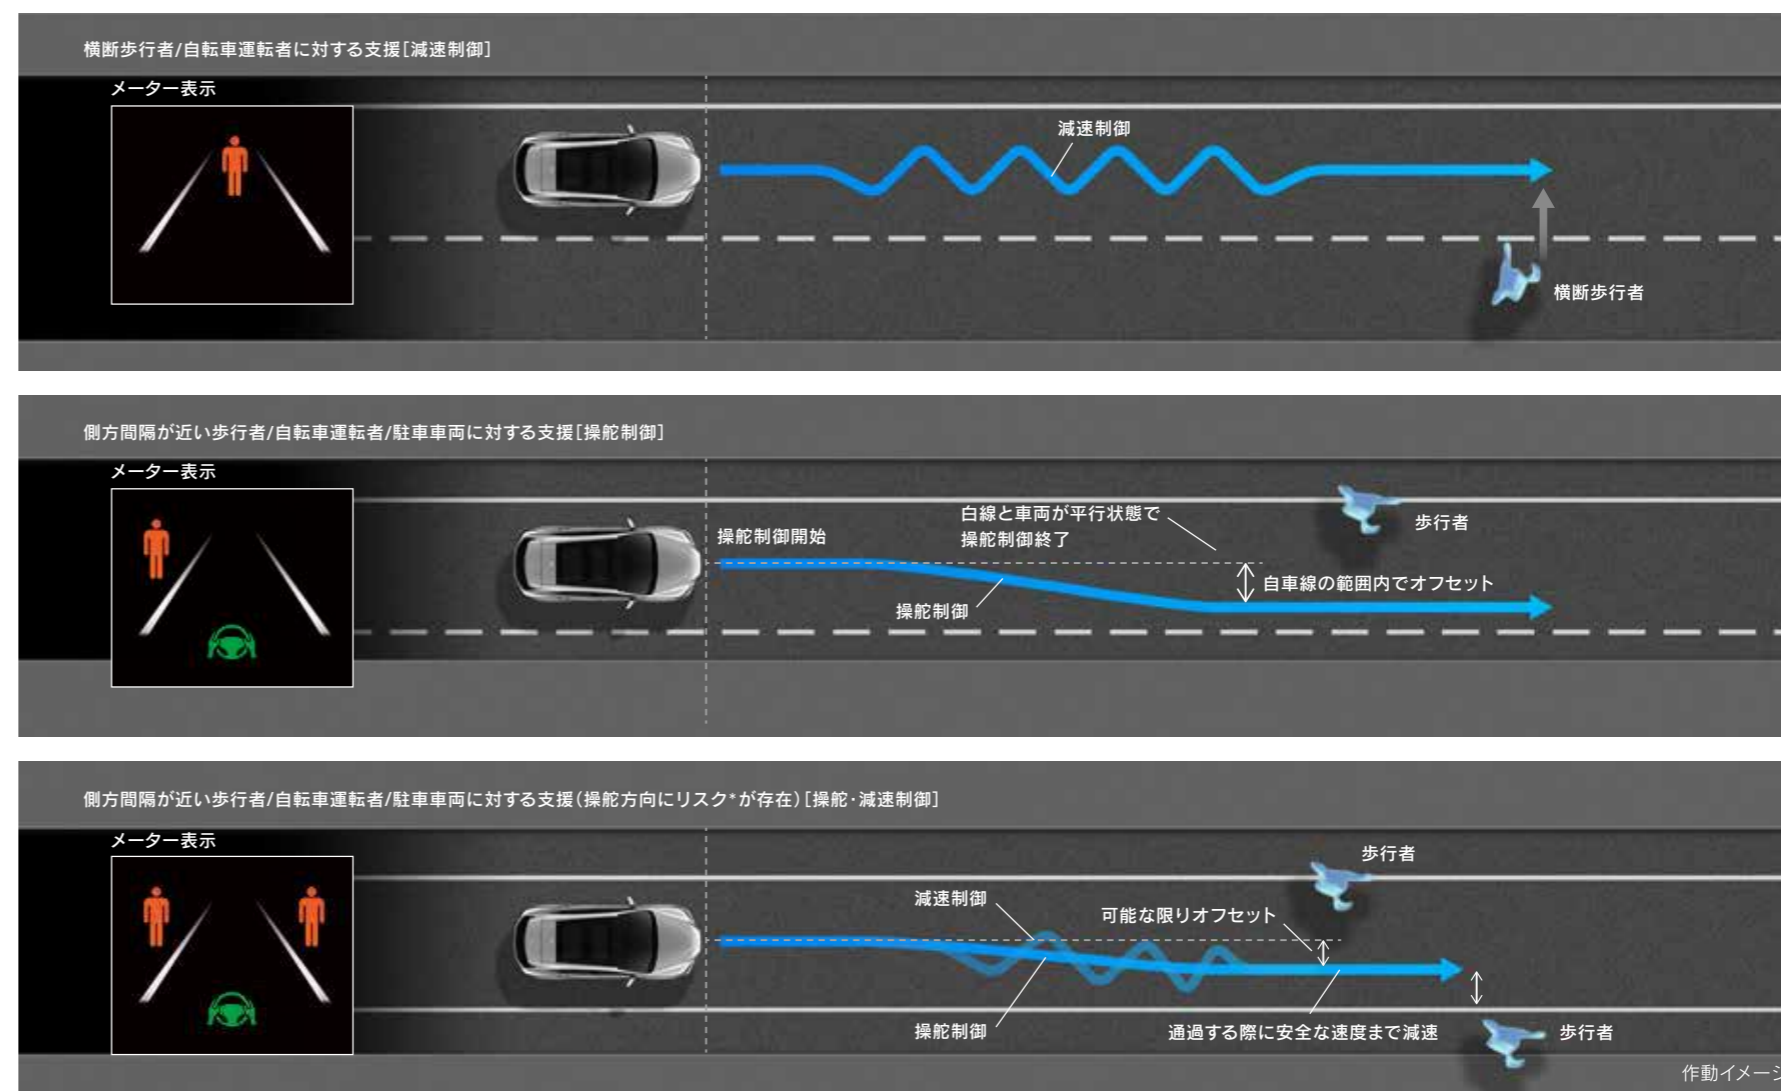 横断歩行者/自転車運転者に対する支援[減速制御]
メーター表示
減速制御
横断歩行者
側方間隔が近い歩行者/自転車運転者/駐車車両に対する支援[操舵制御]
メーター表示
操舵制御開始
白線と車両が平行状態で
操舵制御終了
歩行者
自車線の範囲内でオフセット
操舵制御
側方間隔が近い歩行者/自転車運転者/駐車車両に対する支援(操舵方向にリスク*が存在)[操舵・減速制御]
メーター表示
歩行者
減速制御
可能な限りオフセット
操舵制御
通過する際に安全な速度まで減速
歩行者
作動イメージ